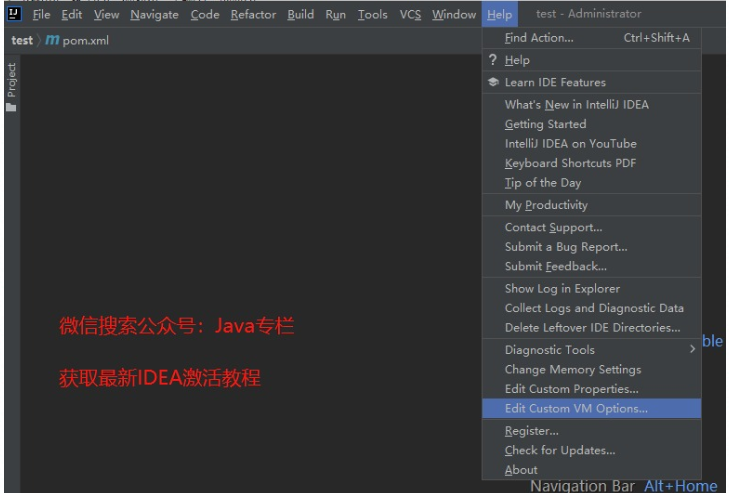 File Edit View Navigate Code Refactor Build Run Tools VCS Window Help test - Administrator
test 〉 m pom.xml
Project
Find Action... Ctrl+Shift+A
? Help
Learn IDE Features
What's New in IntelliJ IDEA
Getting Started
IntelliJ IDEA on YouTube
Keyboard Shortcuts PDF
Tip of the Day
My Productivity
Contact Support...
Submit a Bug Report...
Submit Feedback...
Show Log in Explorer
Collect Logs and Diagnostic Data
Delete Leftover IDE Directories...
Diagnostic Tools
Change Memory Settings
Edit Custom Properties...
Edit Custom VM Options...
Register...
Check for Updates...
About
微信搜索公众号：Java专栏
获取最新IDEA激活教程
ble
Navigation Bar Alt+Home